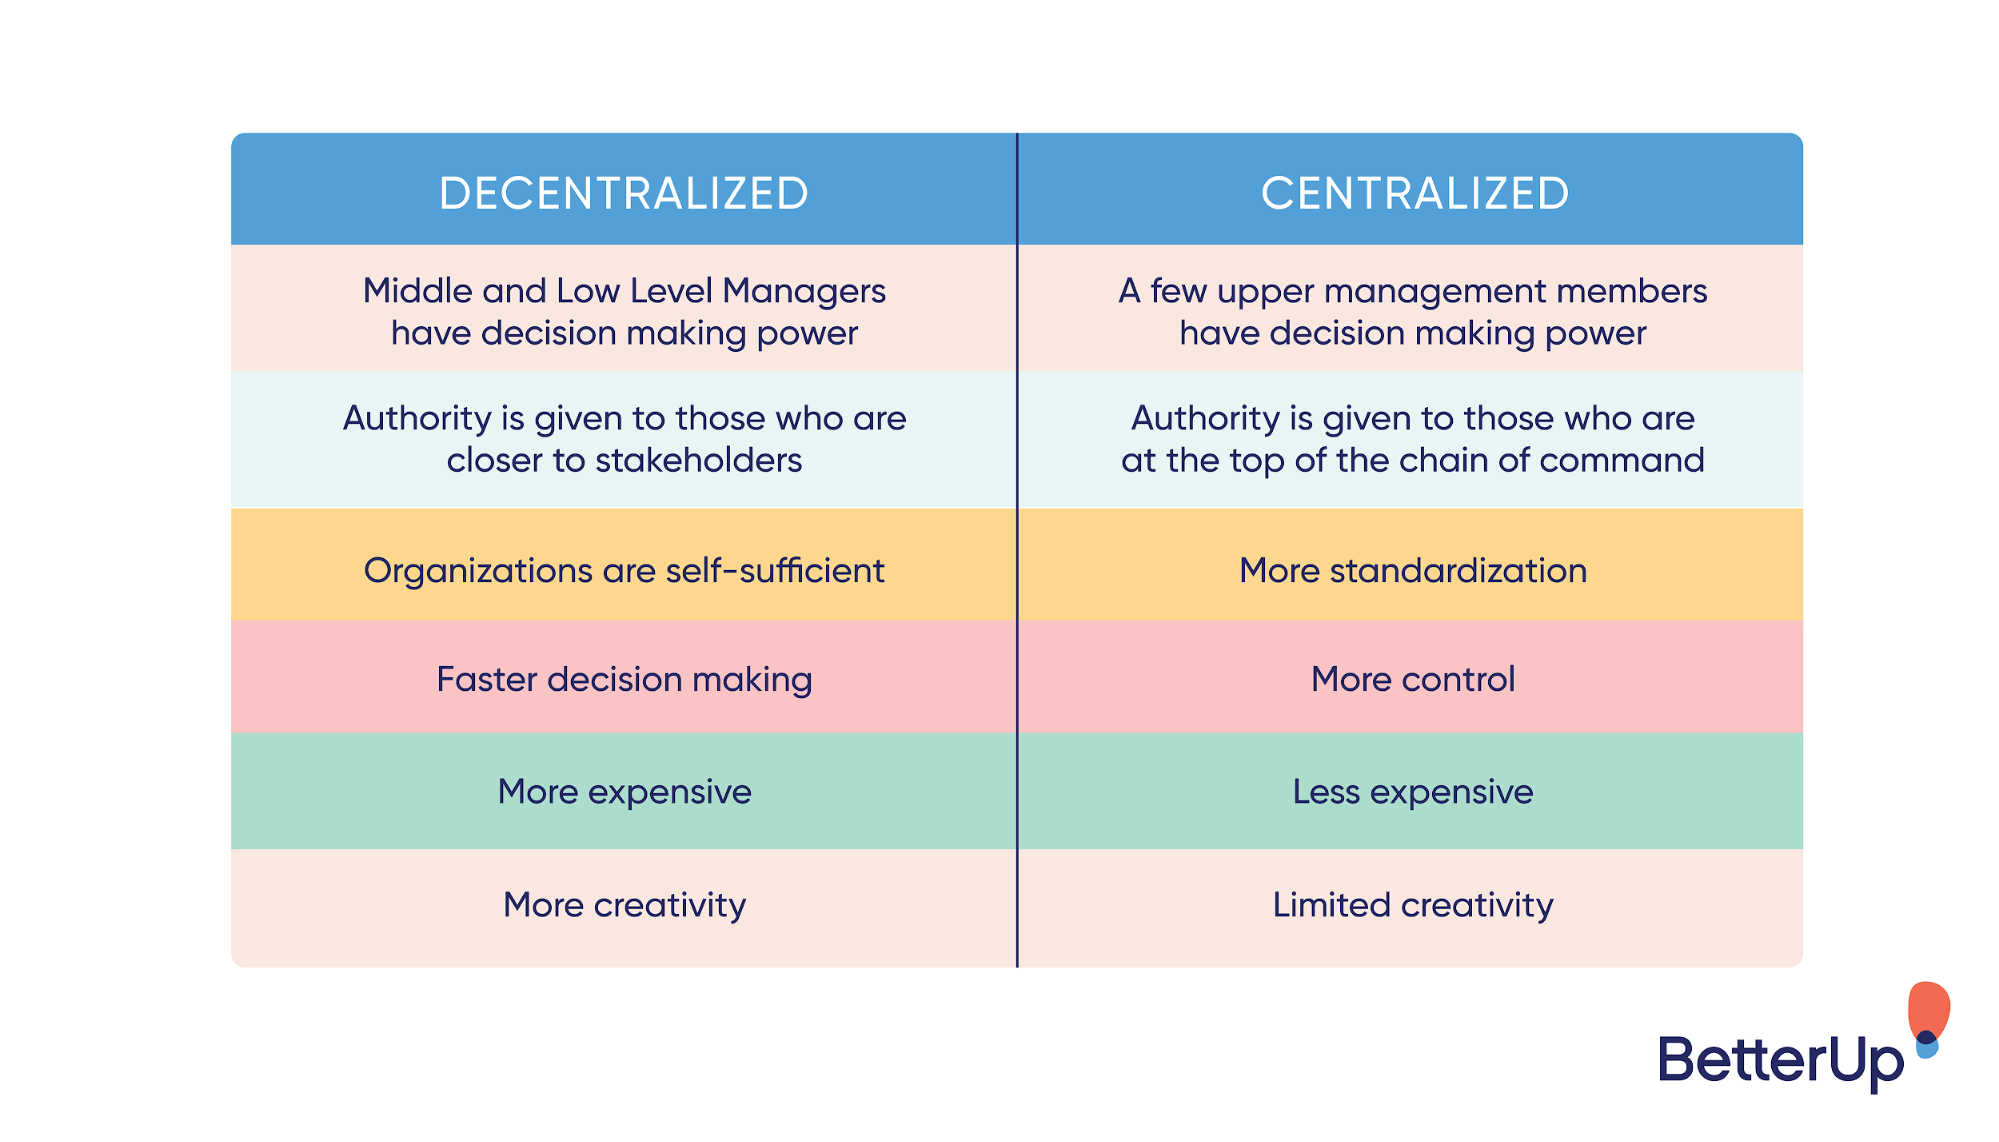 DECENTRALIZED
CENTRALIZED
Middle and Low Level Managers
have decision making power
A few upper management members
have decision making power
Authority is given to those who are
closer to stakeholders
Authority is given to those who are
at the top of the chain of command
Organizations are self-sufficient
More standardization
Faster decision making
More control
More expensive
Less expensive
More creativity
Limited creativity
BetterUp